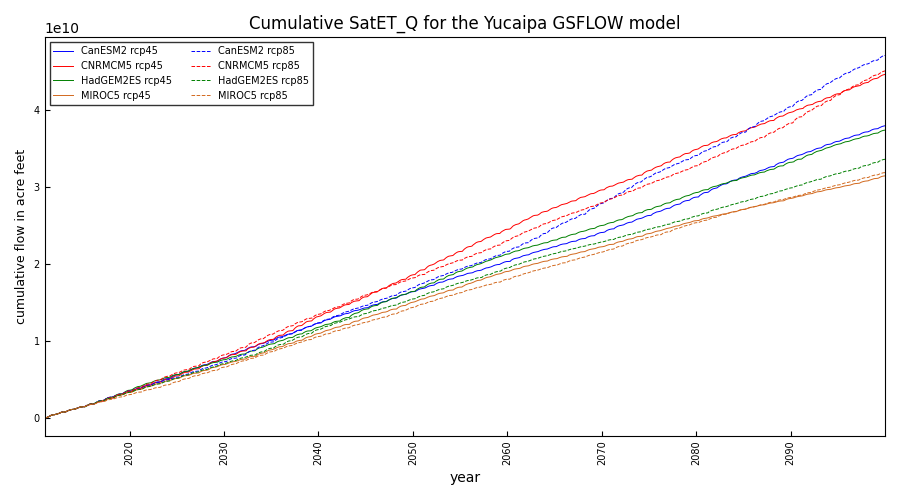 Cumulative SatET_Q for the Yucaipa GSFLOW model
1e10
CanESM2 rcp45
CNRMCM5 rcp45
HadGEM2ES rcp45
MIROC5 rcp45
CanESM2 rcp85
CNRMCM5 rcp85
HadGEM2ES rcp85
MIROC5 rcp85
cumulative flow in acre feet
4
3
2
1
0
2020
2030
2040
2050
2060
2070
2080
2090
year